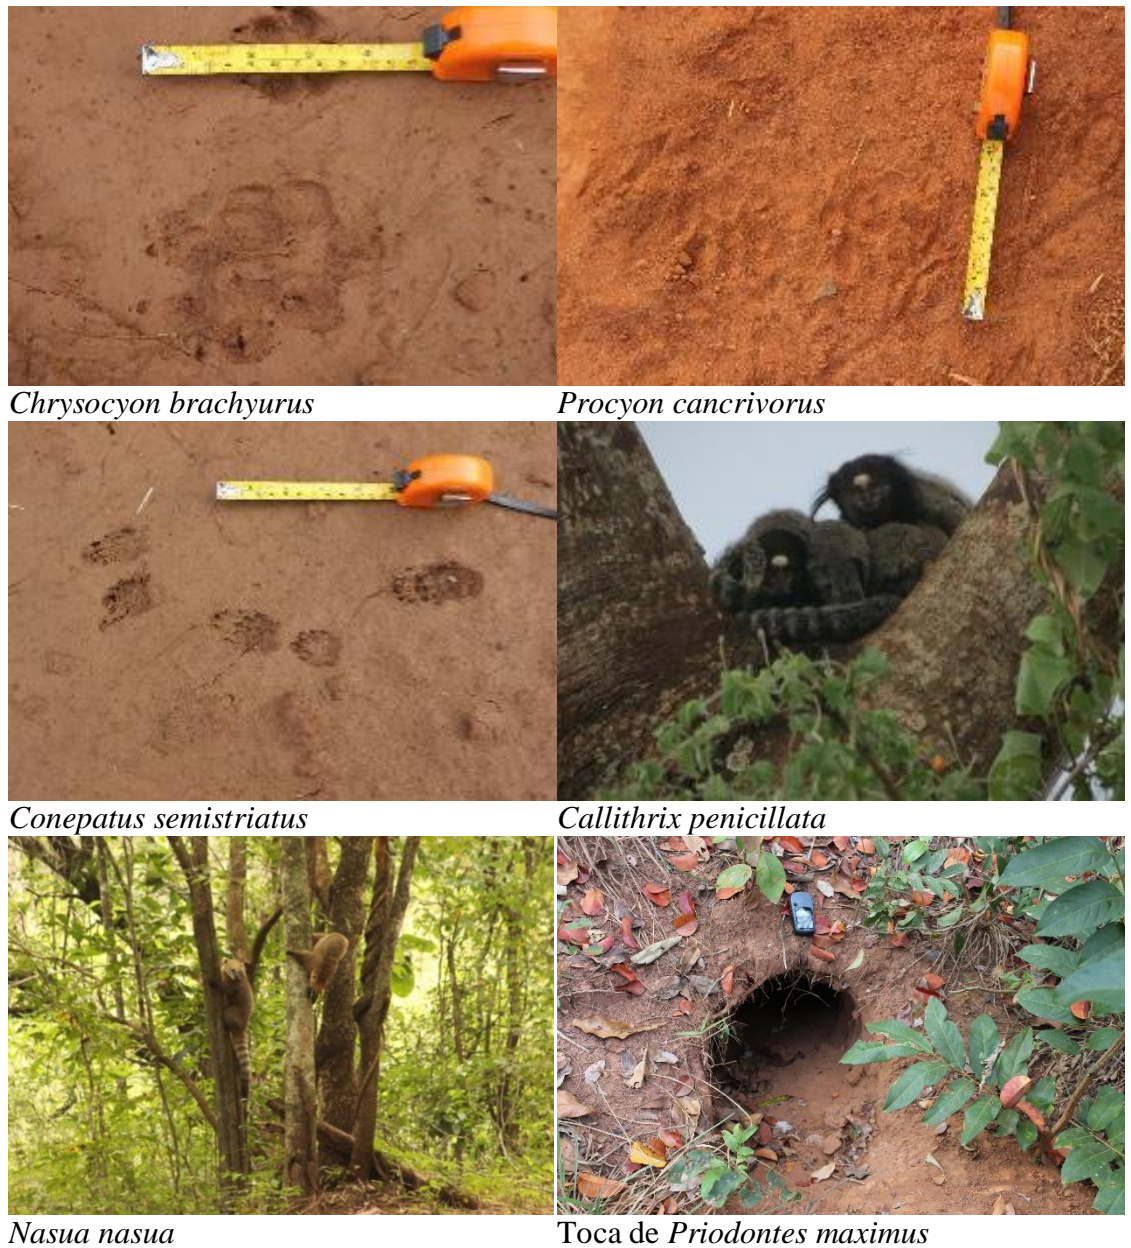 Chrysocyon brachyurus
Procyon cancrivorus
Conepatus semistriatus
Callithrix penicillata
Nasua nasua
Toca de Priodontes maximus